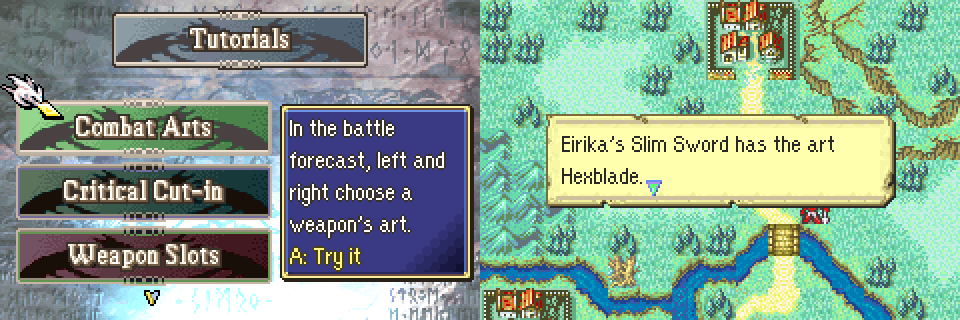 Tutorials
Combat Arts
Critical Cut-in
Weapon Slots
In the battle
forecast, left and
right choose a
weapon's art.
A: Try it
Eirika's Slim Sword has the art
Hexblade.